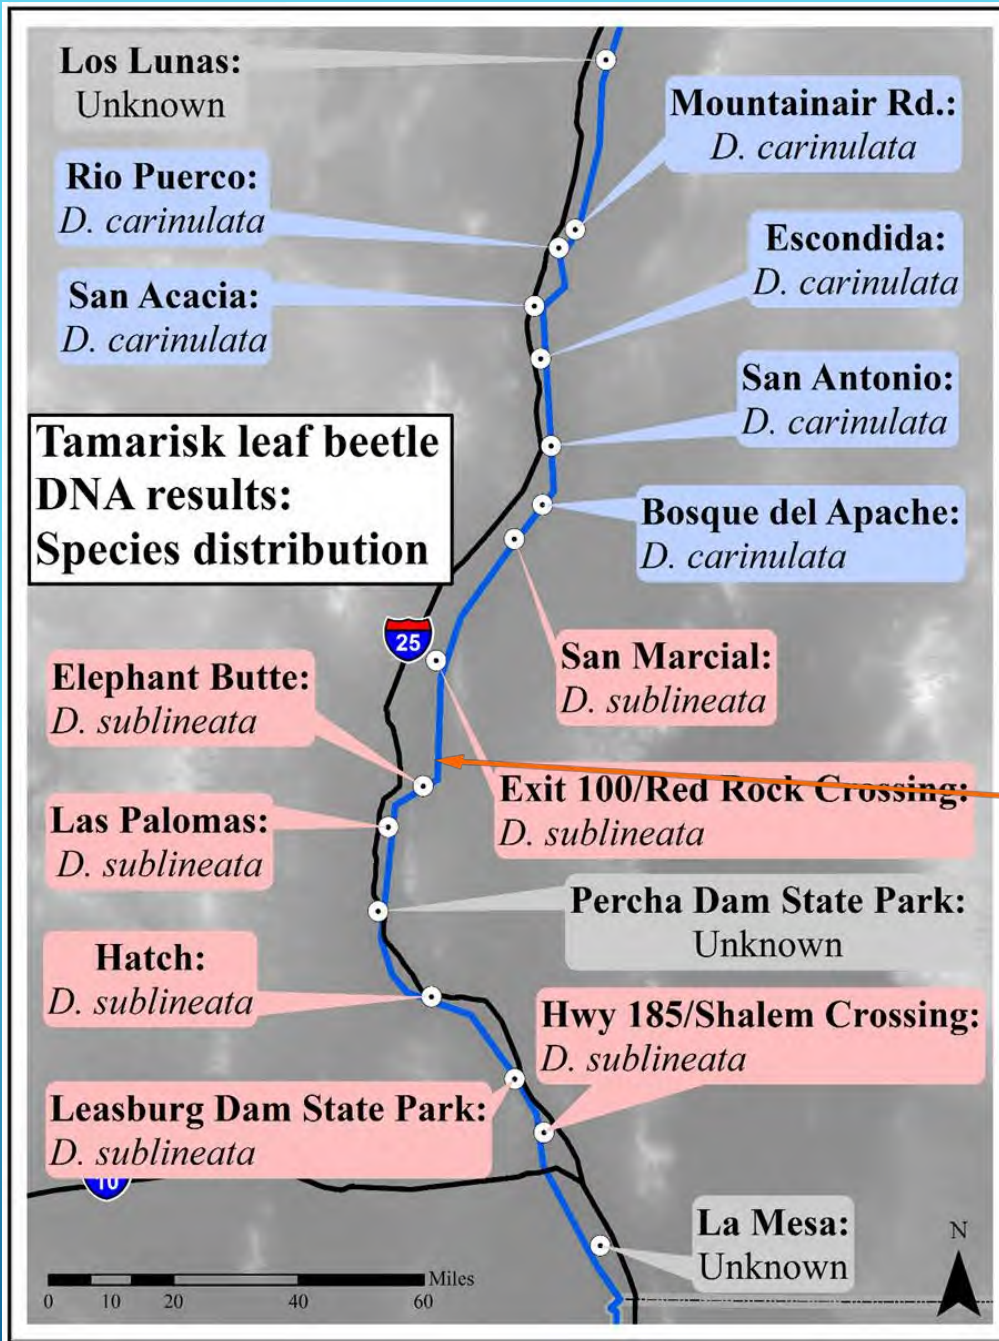 Los Lunas:
Unknown
Mountainair Rd.:
D. carinulata
Rio Puerco:
D. carinulata
Escondida:
D. carinulata
San Acacia:
D. carinulata
San Antonio:
D. carinulata
Tamarisk leaf beetle
DNA results:
Species distribution
Bosque del Apache:
D. carinulata
25
San Marcial:
D. sublineata
Elephant Butte:
D. sublineata
Exit 100/Red Rock Crossing:
D. sublineata
Las Palomas:
D. sublineata
Percha Dam State Park:
Unknown
Hatch:
D. sublineata
Hwy 185/Shalem Crossing:
D. sublineata
Leasburg Dam State Park:
D. sublineata
10
La Mesa:
Unknown
N
Miles
0 10 20 40 60